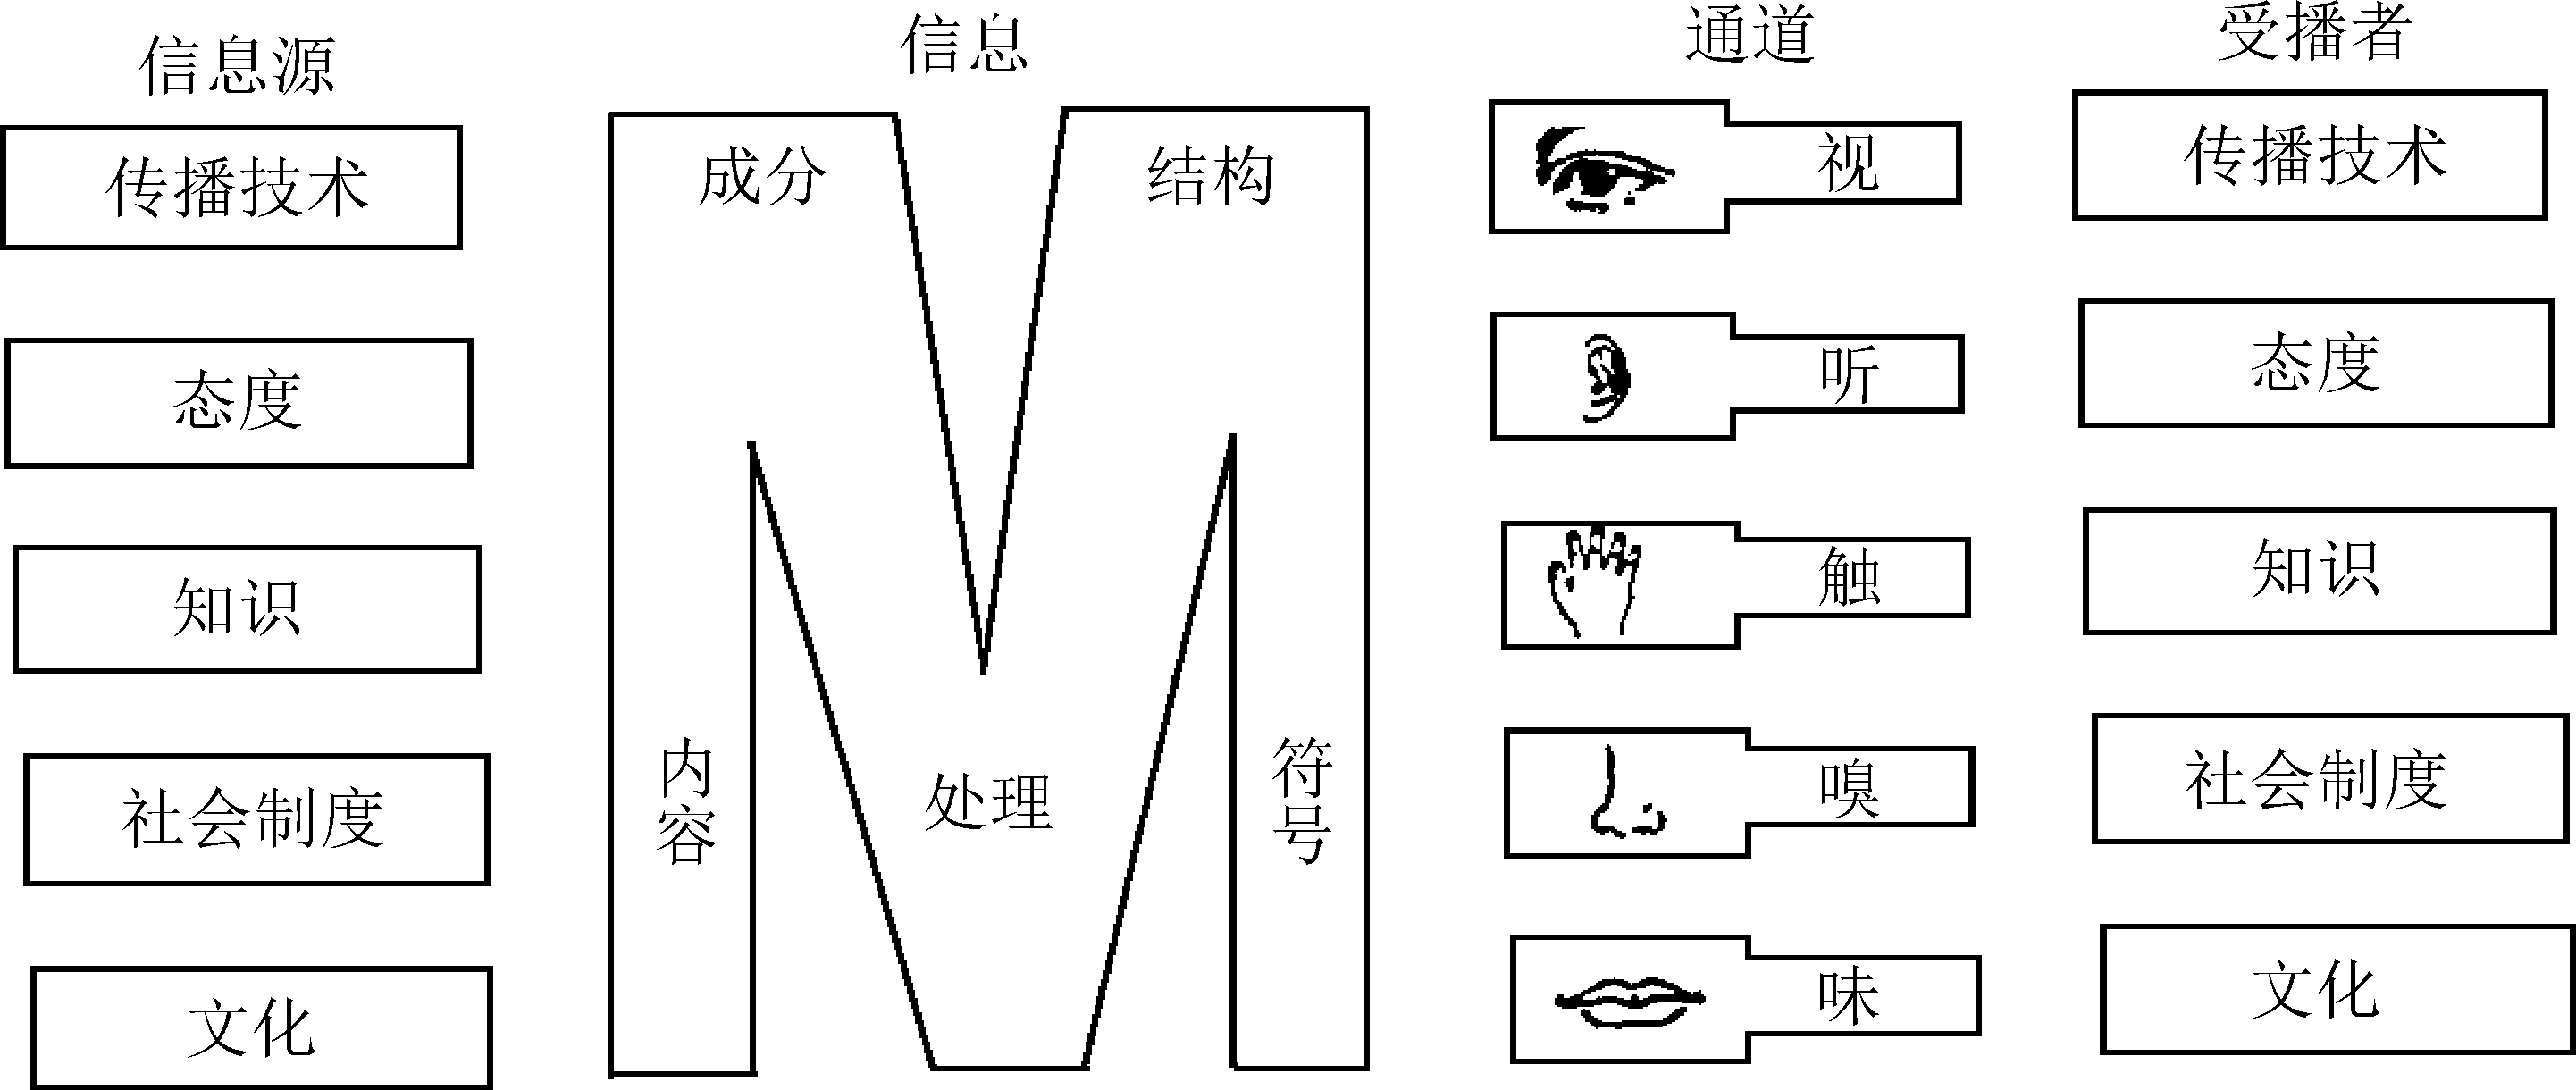 信息源
传播技术
态度
知识
社会制度
文化
信息
成分
结构
内容
处理
符号
通道
视
听
触
嗅
味
受播者
传播技术
态度
知识
社会制度
文化